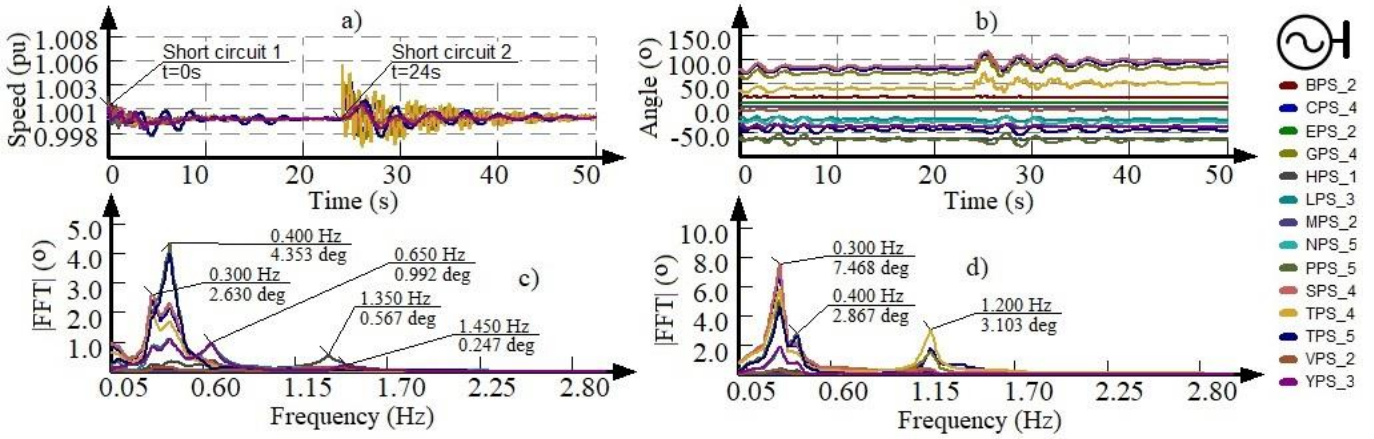 a)
Speed (pu)
1.008
1.006
1.003
1.001
0.998
Short circuit 1
t=0s
Short circuit 2
t=24s
0
10
20
30
40
50
Time (s)
b)
Angle (º)
150.0
100.0
50.0
0.0
-50.0
0
10
20
30
40
50
Time (s)
c)
|FFT| (º)
5.0
4.0
3.0
2.0
1.0
0.400 Hz
4.353 deg
0.300 Hz
2.630 deg
0.650 Hz
0.992 deg
1.350 Hz
0.567 deg
1.450 Hz
0.247 deg
0.05
0.60
1.15
1.70
2.25
2.80
Frequency (Hz)
d)
|FFT| (º)
10.0
8.0
6.0
4.0
2.0
0.300 Hz
7.468 deg
0.400 Hz
2.867 deg
1.200 Hz
3.103 deg
0.05
0.60
1.15
1.70
2.25
2.80
Frequency (Hz)
BPS_2
CPS_4
EPS_2
GPS_4
HPS_1
LPS_3
MPS_2
NPS_5
PPS_5
SPS_4
TPS_4
TPS_5
VPS_2
YPS_3